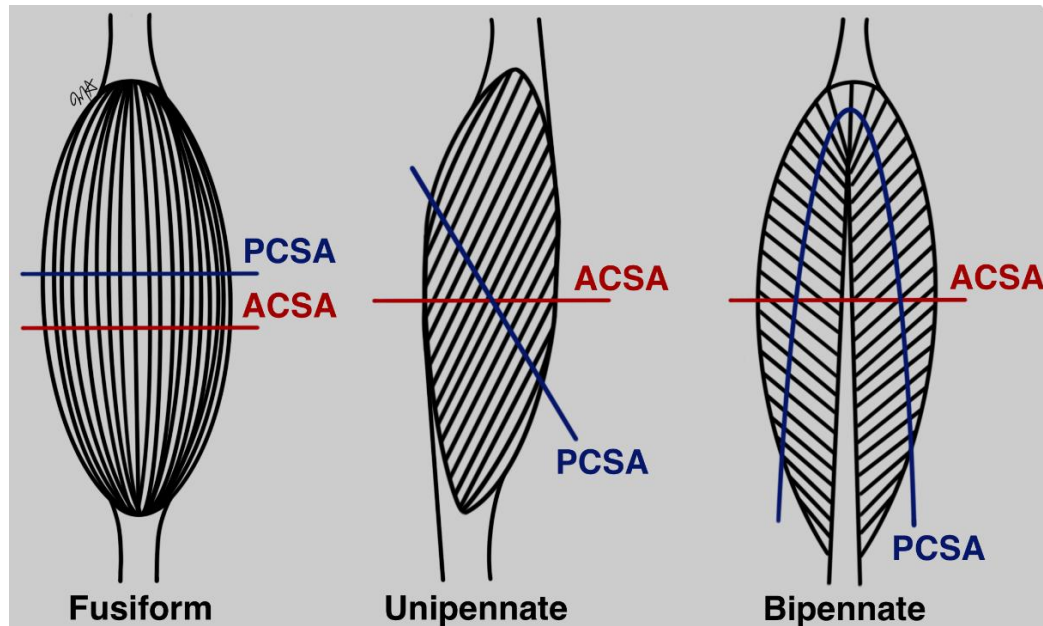 PCSA
ACSA
Fusiform
ACSA
PCSA
Unipennate
ACSA
PCSA
Bipennate